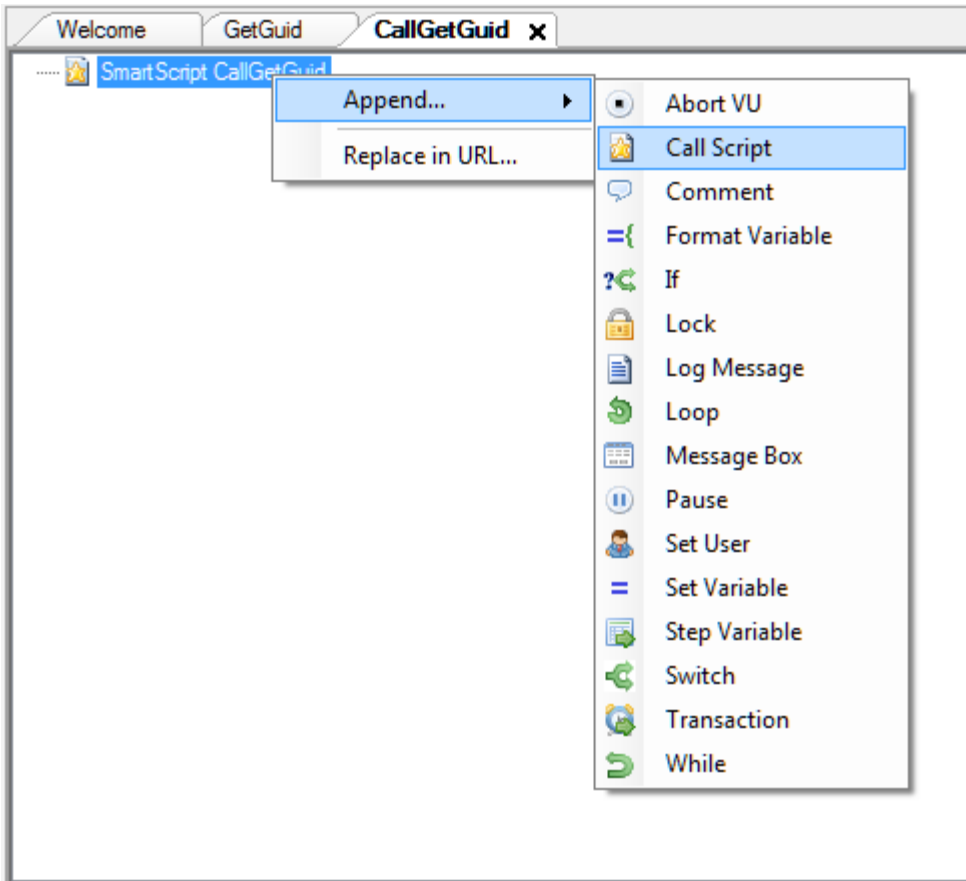 Welcome GetGuid CallGetGuid
SmartScript CallGetGuid
Append...
Replace in URL...
Abort VU
Call Script
Comment
Format Variable
If
Lock
Log Message
Loop
Message Box
Pause
Set User
Set Variable
Step Variable
Switch
Transaction
While